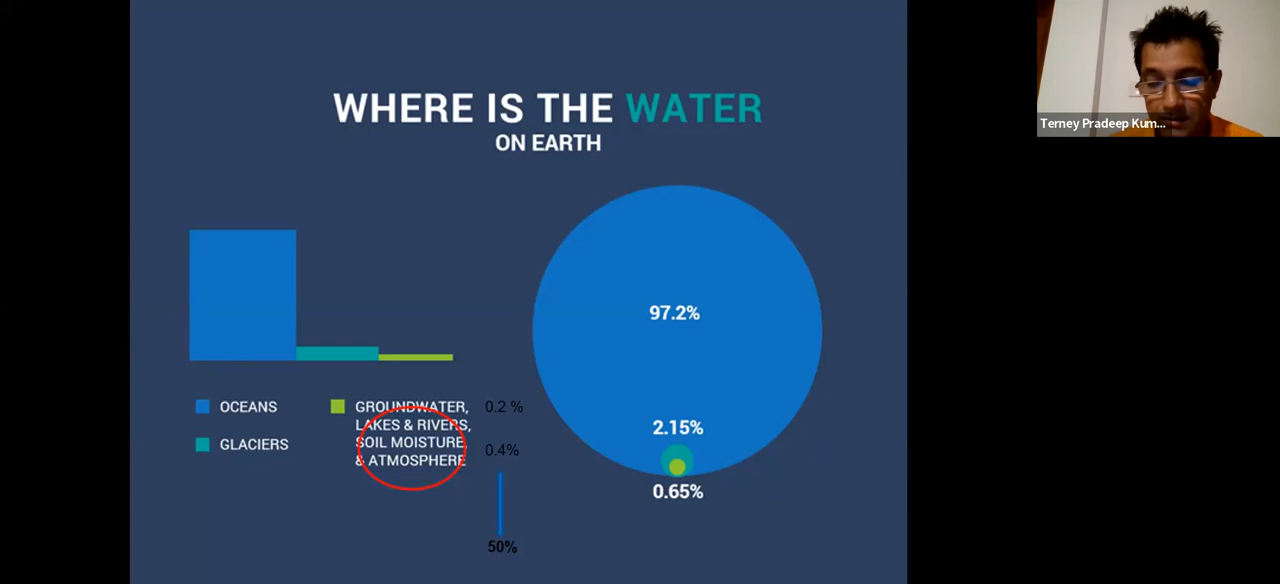 WHERE IS THE WATER
ON EARTH
97.2%
OCEANS
GLACIERS
GROUNDWATER,
LAKES & RIVERS,
SOIL MOISTURE,
& ATMOSPHERE
0.2 %
0.4%
50%
2.15%
0.65%
Terney Pradeep Kum...